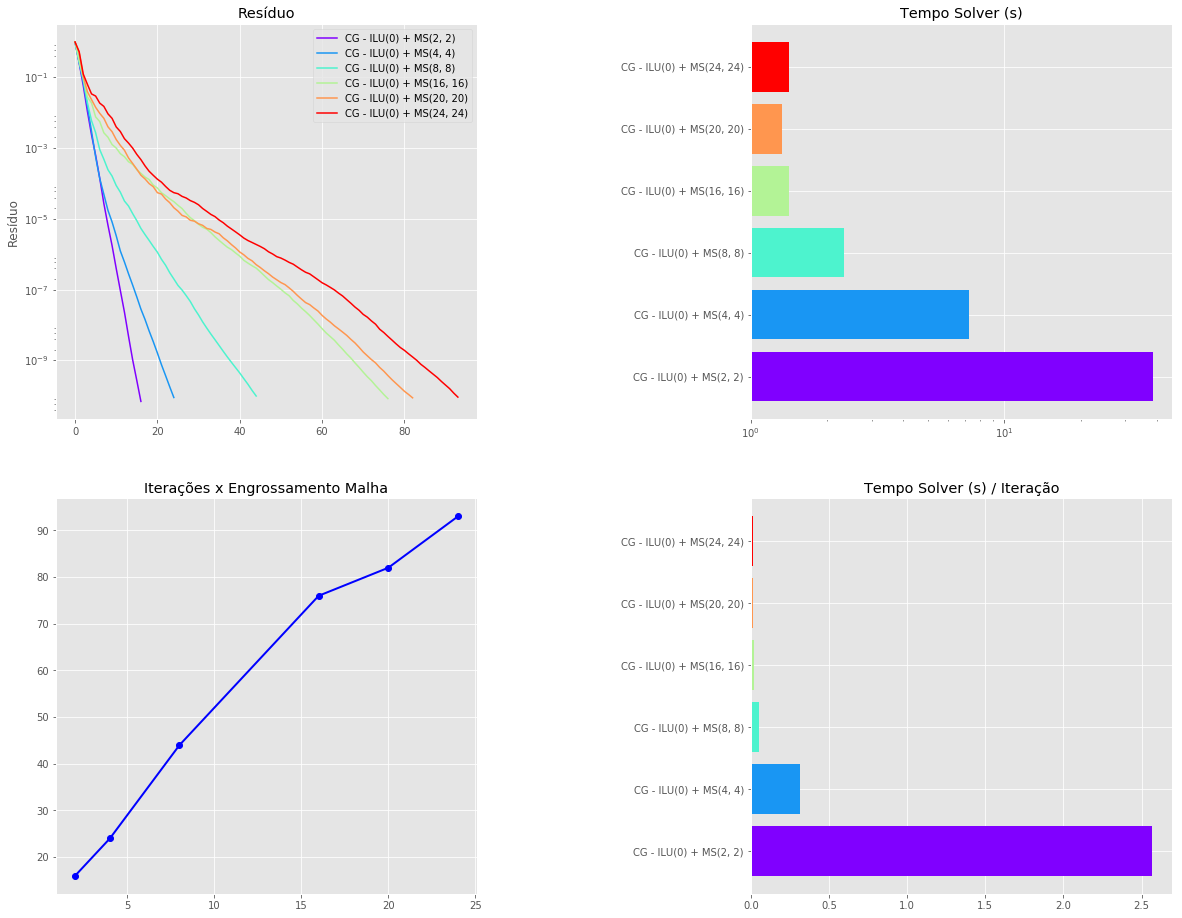 Resíduo
Resíduo
10⁻¹
10⁻³
10⁻⁵
10⁻⁷
10⁻⁹
0 20 40 60 80
CG - ILU(0) + MS(2, 2)
CG - ILU(0) + MS(4, 4)
CG - ILU(0) + MS(8, 8)
CG - ILU(0) + MS(16, 16)
CG - ILU(0) + MS(20, 20)
CG - ILU(0) + MS(24, 24)
Tempo Solver (s)
CG - ILU(0) + MS(24, 24)
CG - ILU(0) + MS(20, 20)
CG - ILU(0) + MS(16, 16)
CG - ILU(0) + MS(8, 8)
CG - ILU(0) + MS(4, 4)
CG - ILU(0) + MS(2, 2)
10⁰ 10¹
Iterações x Engrossamento Malha
90
80
70
60
50
40
30
20
5 10 15 20 25
Tempo Solver (s) / Iteração
CG - ILU(0) + MS(24, 24)
CG - ILU(0) + MS(20, 20)
CG - ILU(0) + MS(16, 16)
CG - ILU(0) + MS(8, 8)
CG - ILU(0) + MS(4, 4)
CG - ILU(0) + MS(2, 2)
0.0 0.5 1.0 1.5 2.0 2.5